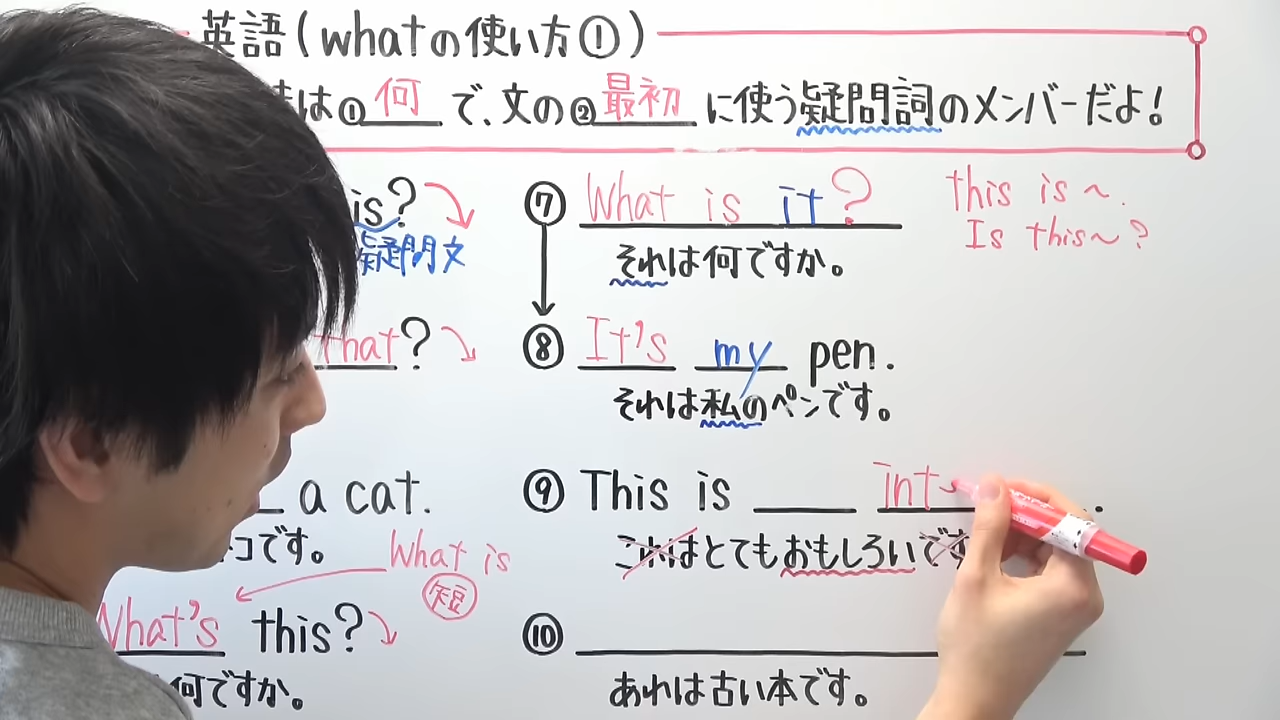 英語(whatの使い方①)
は①何で、文の②最初に使う疑問詞のメンバーだよ!
is?
疑問文
that?
a cat.
コです。
What is
短
What's this?
何ですか。
⑦ What is it?
それは何ですか。
⑧ It's my pen.
それは私のペンです。
⑨ This is ____ int .
これはとてもおもしろいです
⑩
あれは古い本です。
this is ~.
Is this~?